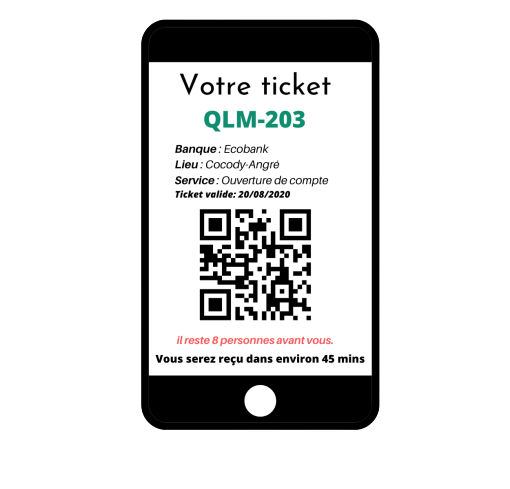 Votre ticket
QLM-203
Banque : Ecobank
Lieu : Cocody-Angré
Service : Ouverture de compte
Ticket valide: 20/08/2020
il reste 8 personnes avant vous.
Vous serez reçu dans environ 45 mins